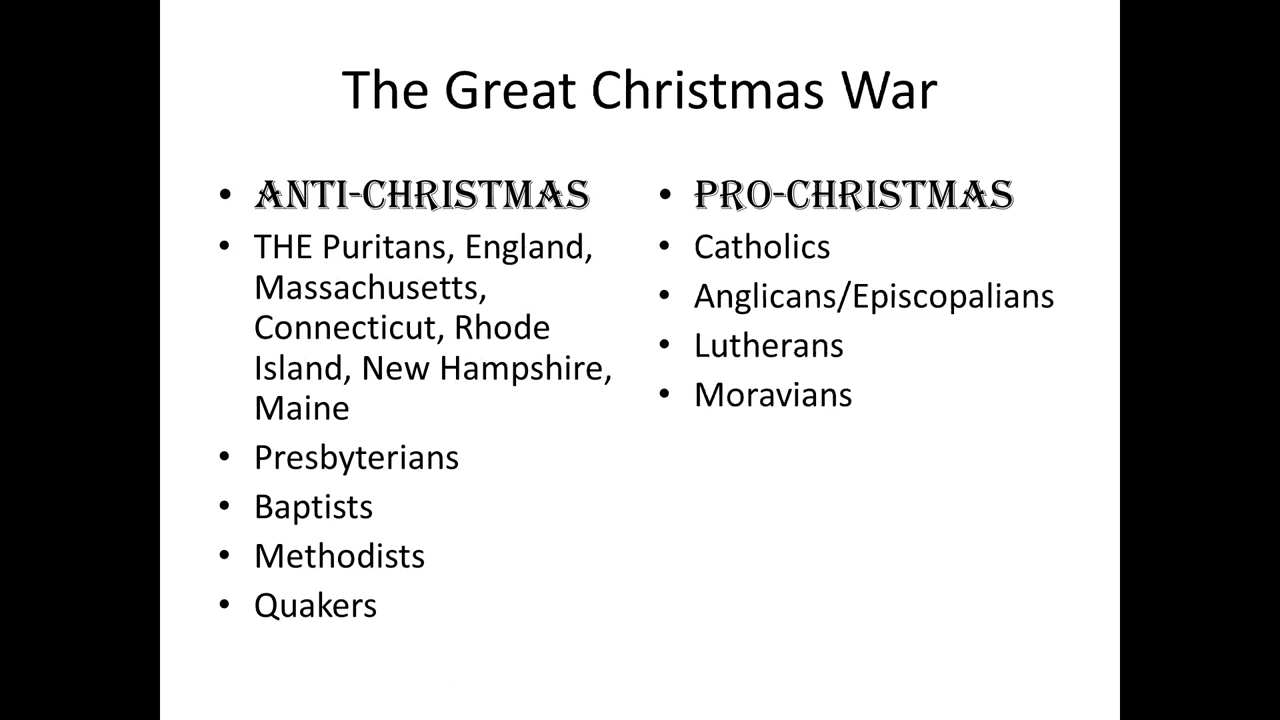 The Great Christmas War
• ANTI-CHRISTMAS
• THE Puritans, England,
Massachusetts,
Connecticut, Rhode
Island, New Hampshire,
Maine
• Presbyterians
• Baptists
• Methodists
• Quakers
• PRO-CHRISTMAS
• Catholics
• Anglicans/Episcopalians
• Lutherans
• Moravians